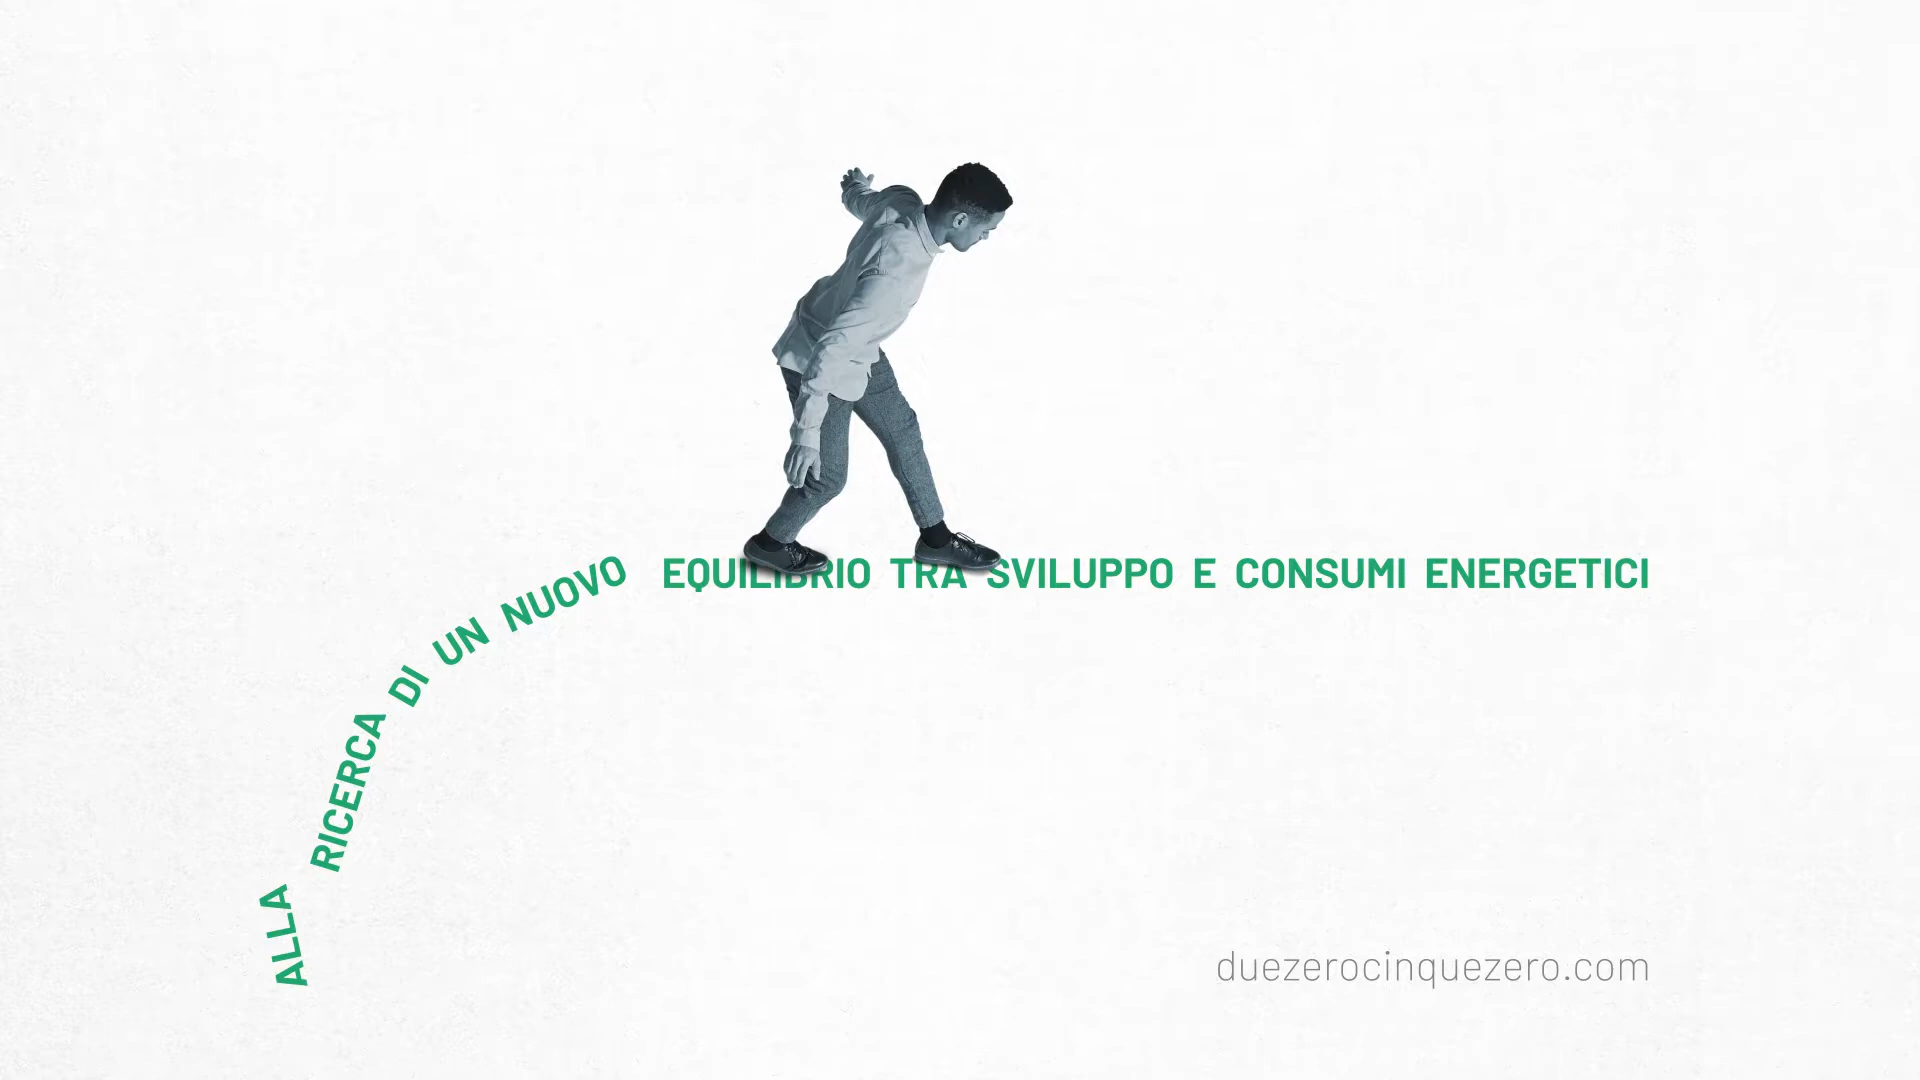 ALLA RICERCA DI UN NUOVO EQUILIBRIO TRA SVILUPPO E CONSUMI ENERGETICI
duezerocinquezero.com